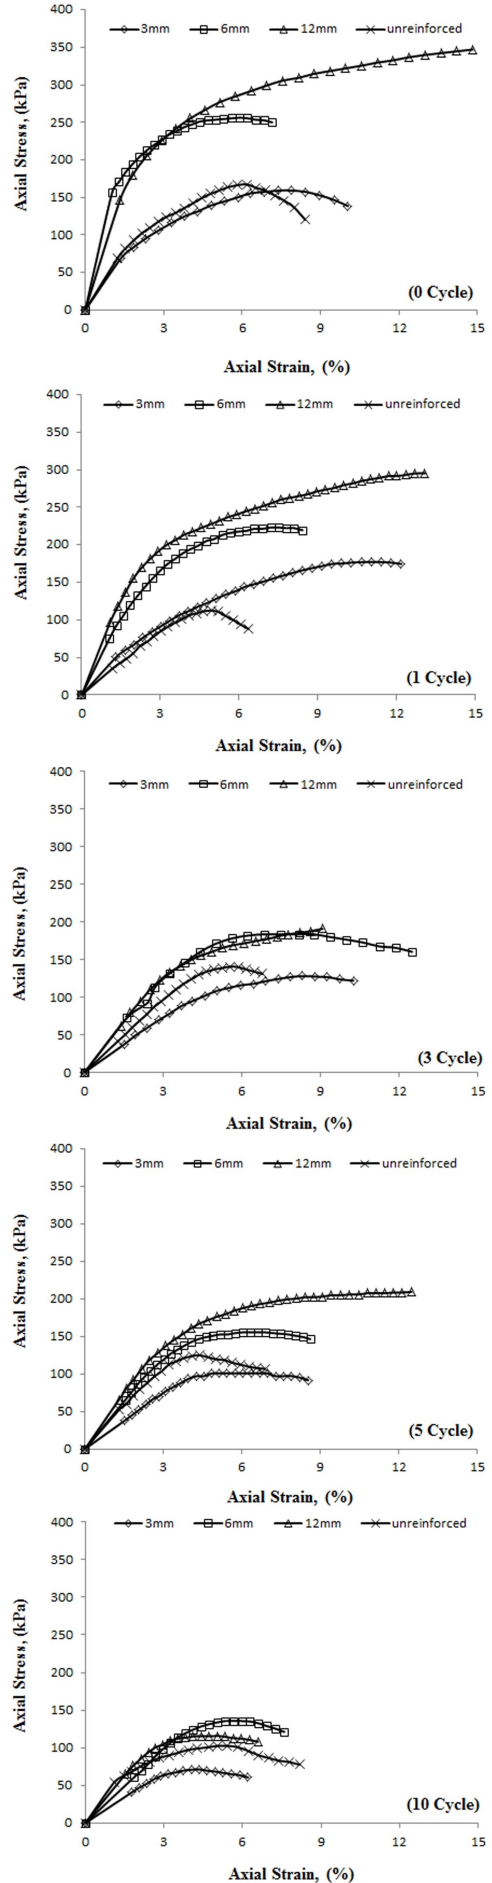 3mm 6mm 12mm unreinforced
400
350
300
250
200
150
100
50
0
Axial Stress, (kPa)
(0 Cycle)
0 3 6 9 12 15
Axial Strain, (%)
3mm 6mm 12mm unreinforced
400
350
300
250
200
150
100
50
0
Axial Stress, (kPa)
(1 Cycle)
0 3 6 9 12 15
Axial Strain, (%)
3mm 6mm 12mm unreinforced
400
350
300
250
200
150
100
50
0
Axial Stress, (kPa)
(3 Cycle)
0 3 6 9 12 15
Axial Strain, (%)
3mm 6mm 12mm unreinforced
400
350
300
250
200
150
100
50
0
Axial Stress, (kPa)
(5 Cycle)
0 3 6 9 12 15
Axial Strain, (%)
3mm 6mm 12mm unreinforced
400
350
300
250
200
150
100
50
0
Axial Stress, (kPa)
(10 Cycle)
0 3 6 9 12 15
Axial Strain, (%)